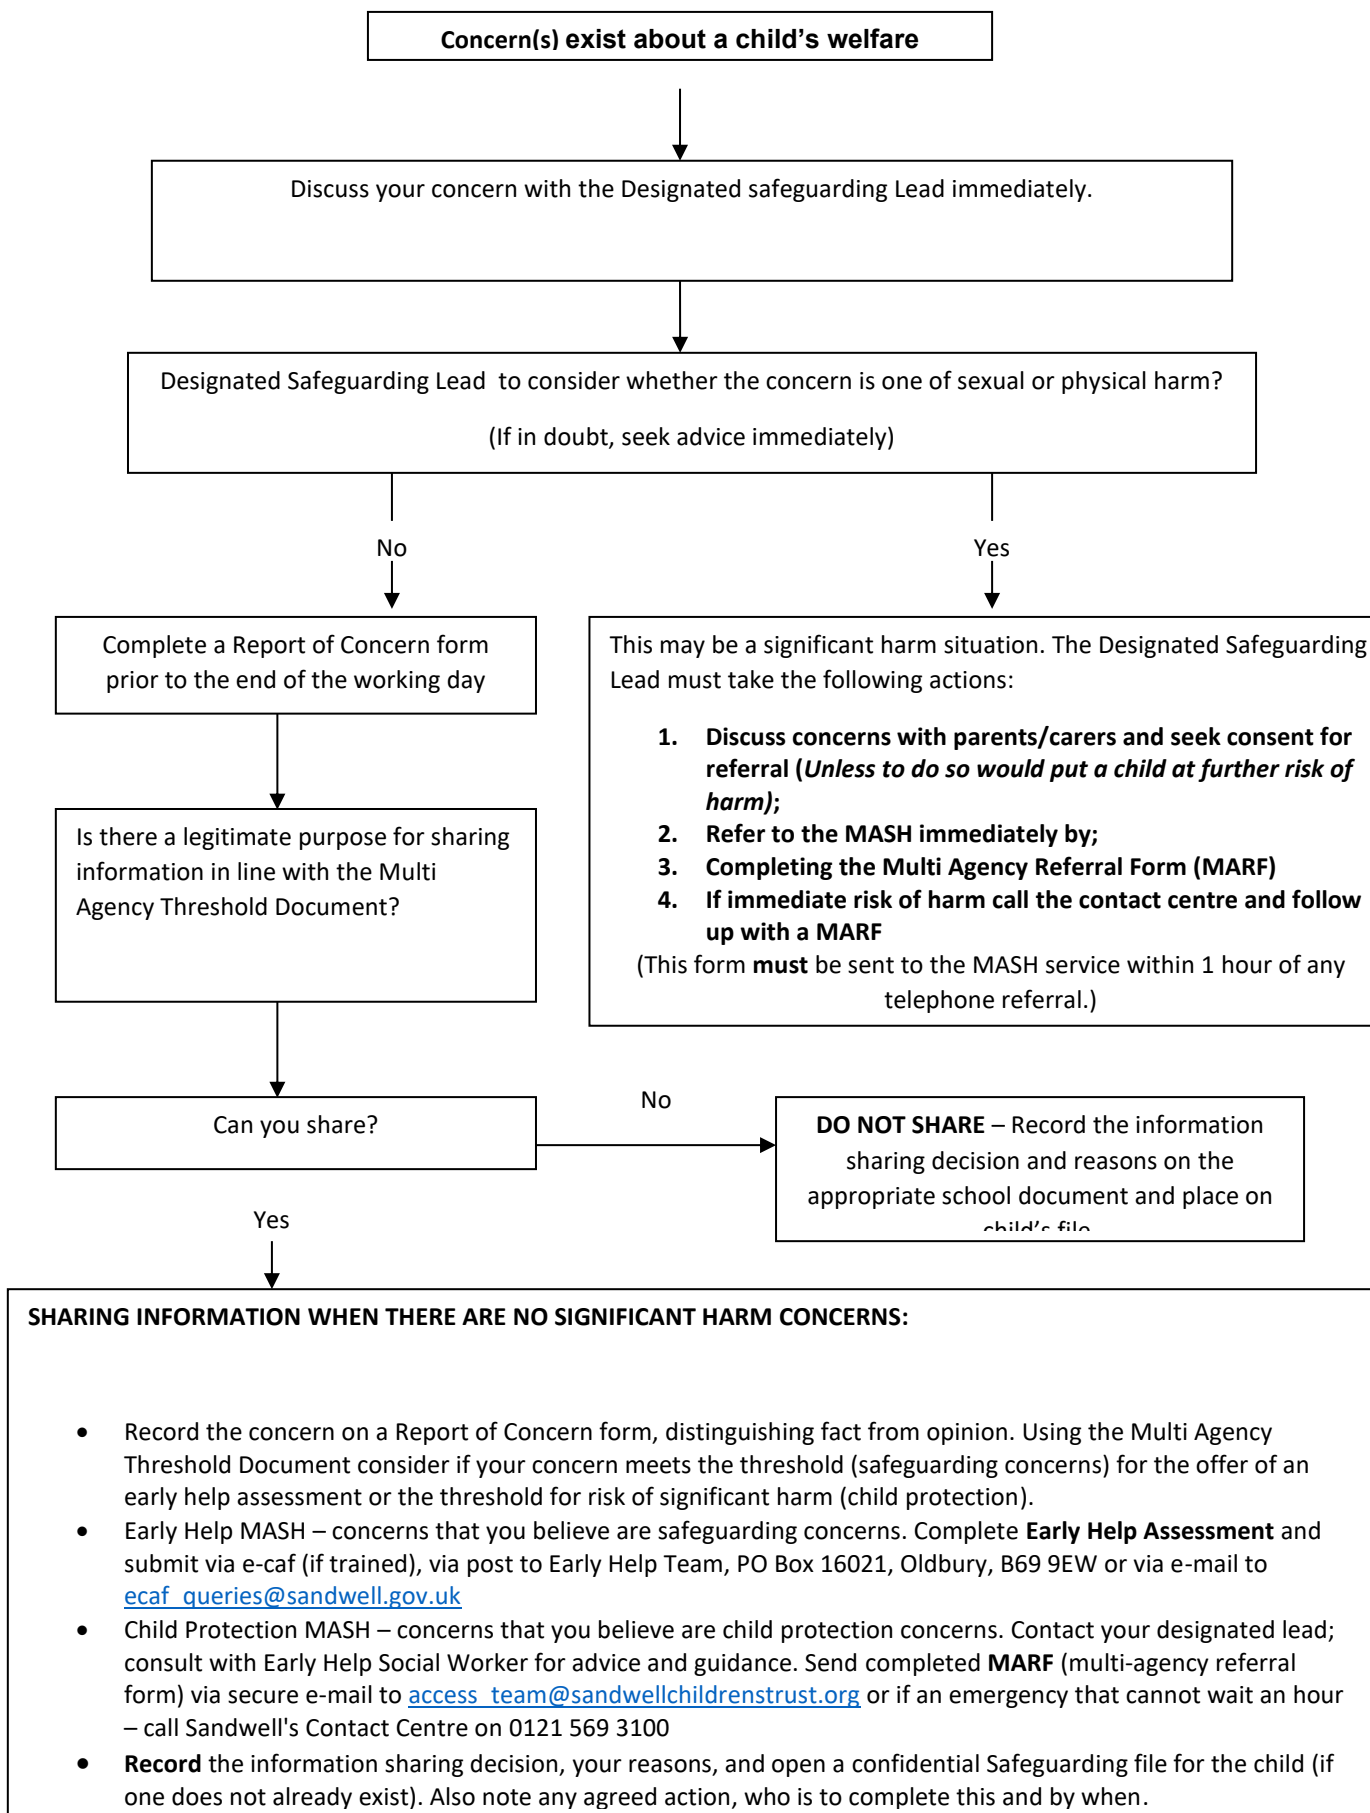 Concern(s) exist about a child's welfare
Discuss your concern with the Designated safeguarding Lead immediately.
Designated Safeguarding Lead  to consider whether the concern is one of sexual or physical harm?
(If in doubt, seek advice immediately)
No
Yes
Complete a Report of Concern form
prior to the end of the working day
This may be a significant harm situation. The Designated Safeguarding
Lead must take the following actions:
1. Discuss concerns with parents/carers and seek consent for
referral (Unless to do so would put a child at further risk of
harm);
2. Refer to the MASH immediately by;
3. Completing the Multi Agency Referral Form (MARF)
4. If immediate risk of harm call the contact centre and follow
up with a MARF
(This form must be sent to the MASH service within 1 hour of any
telephone referral.)
Is there a legitimate purpose for sharing
information in line with the Multi
Agency Threshold Document?
Can you share?
No
DO NOT SHARE – Record the information
sharing decision and reasons on the
appropriate school document and place on
child's file
Yes
SHARING INFORMATION WHEN THERE ARE NO SIGNIFICANT HARM CONCERNS:
• Record the concern on a Report of Concern form, distinguishing fact from opinion. Using the Multi Agency
Threshold Document consider if your concern meets the threshold (safeguarding concerns) for the offer of an
early help assessment or the threshold for risk of significant harm (child protection).
• Early Help MASH – concerns that you believe are safeguarding concerns. Complete Early Help Assessment and
submit via e-caf (if trained), via post to Early Help Team, PO Box 16021, Oldbury, B69 9EW or via e-mail to
ecaf_queries@sandwell.gov.uk
• Child Protection MASH – concerns that you believe are child protection concerns. Contact your designated lead;
consult with Early Help Social Worker for advice and guidance. Send completed MARF (multi-agency referral
form) via secure e-mail to access_team@sandwellchildrenstrust.org or if an emergency that cannot wait an hour
– call Sandwell's Contact Centre on 0121 569 3100
• Record the information sharing decision, your reasons, and open a confidential Safeguarding file for the child (if
one does not already exist). Also note any agreed action, who is to complete this and by when.